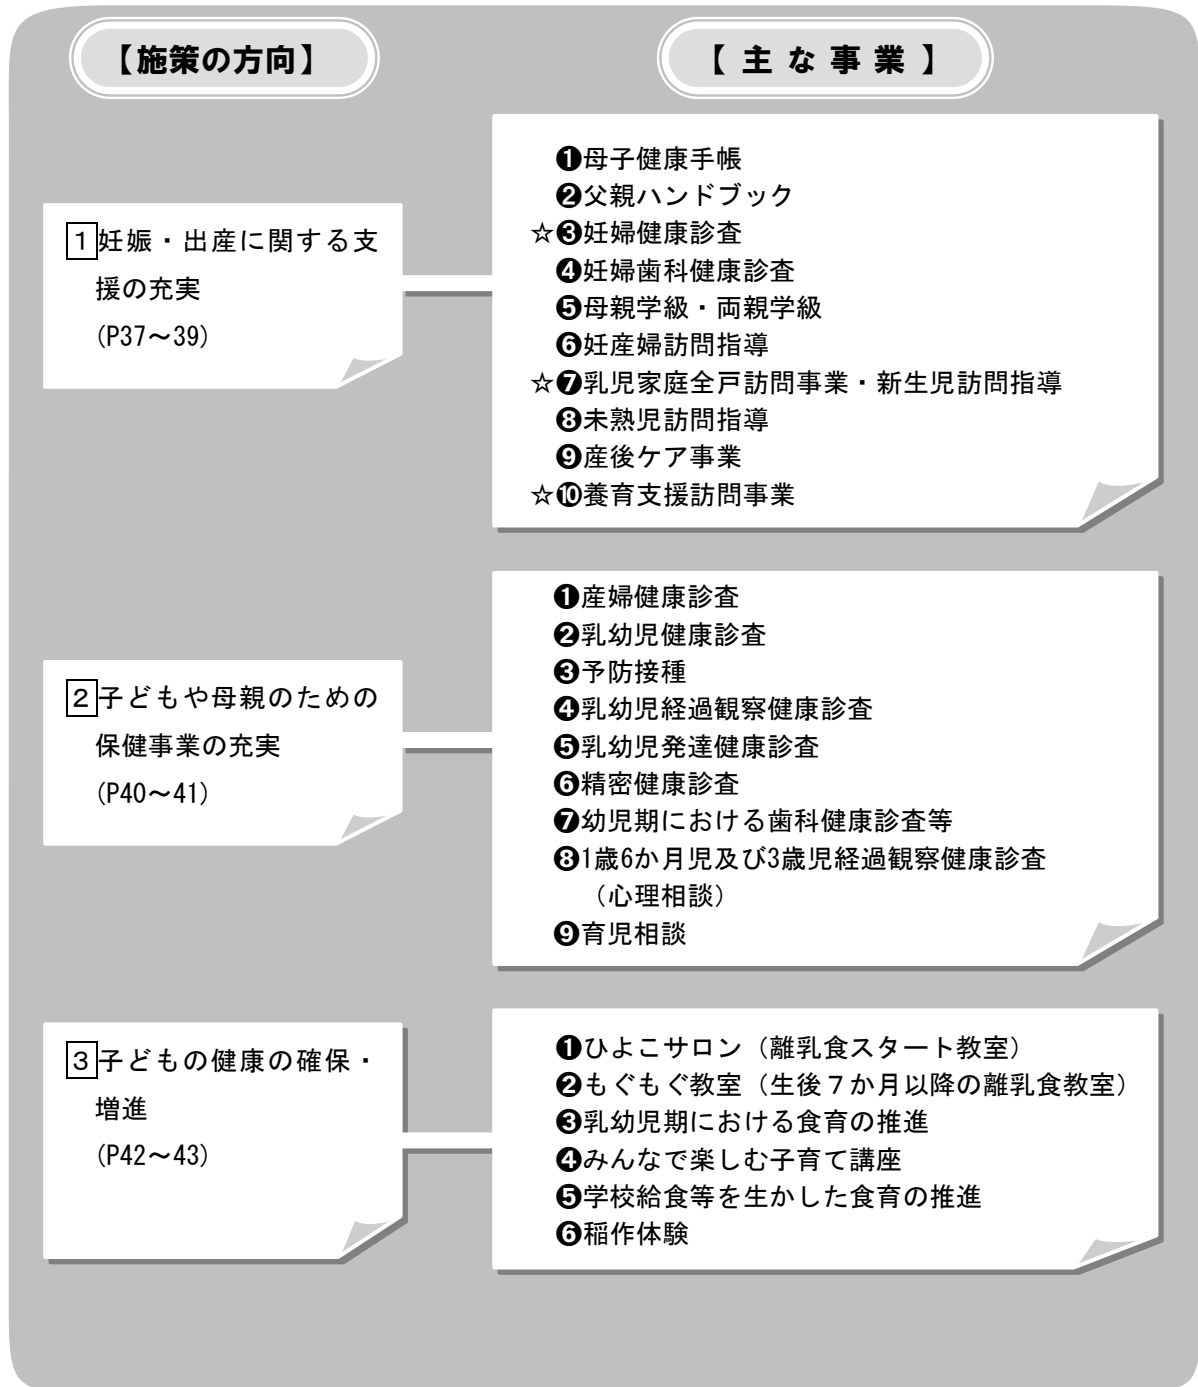 【施策の方向】
【主な事業】
1妊娠・出産に関する支
援の充実
(P37～39)
❶母子健康手帳
❷父親ハンドブック
☆❸妊婦健康診査
❹妊婦歯科健康診査
❺母親学級・両親学級
❻妊産婦訪問指導
☆❼乳児家庭全戸訪問事業・新生児訪問指導
❽未熟児訪問指導
❾産後ケア事業
☆❿養育支援訪問事業
2子どもや母親のための
保健事業の充実
(P40～41)
❶産婦健康診査
❷乳幼児健康診査
❸予防接種
❹乳幼児経過観察健康診査
❺乳幼児発達健康診査
❻精密健康診査
❼幼児期における歯科健康診査等
❽1歳6か月児及び3歳児経過観察健康診査
（心理相談）
❾育児相談
3子どもの健康の確保・
増進
(P42～43)
❶ひよこサロン（離乳食スタート教室）
❷もぐもぐ教室（生後７か月以降の離乳食教室）
❸乳幼児期における食育の推進
❹みんなで楽しむ子育て講座
❺学校給食等を生かした食育の推進
❻稲作体験